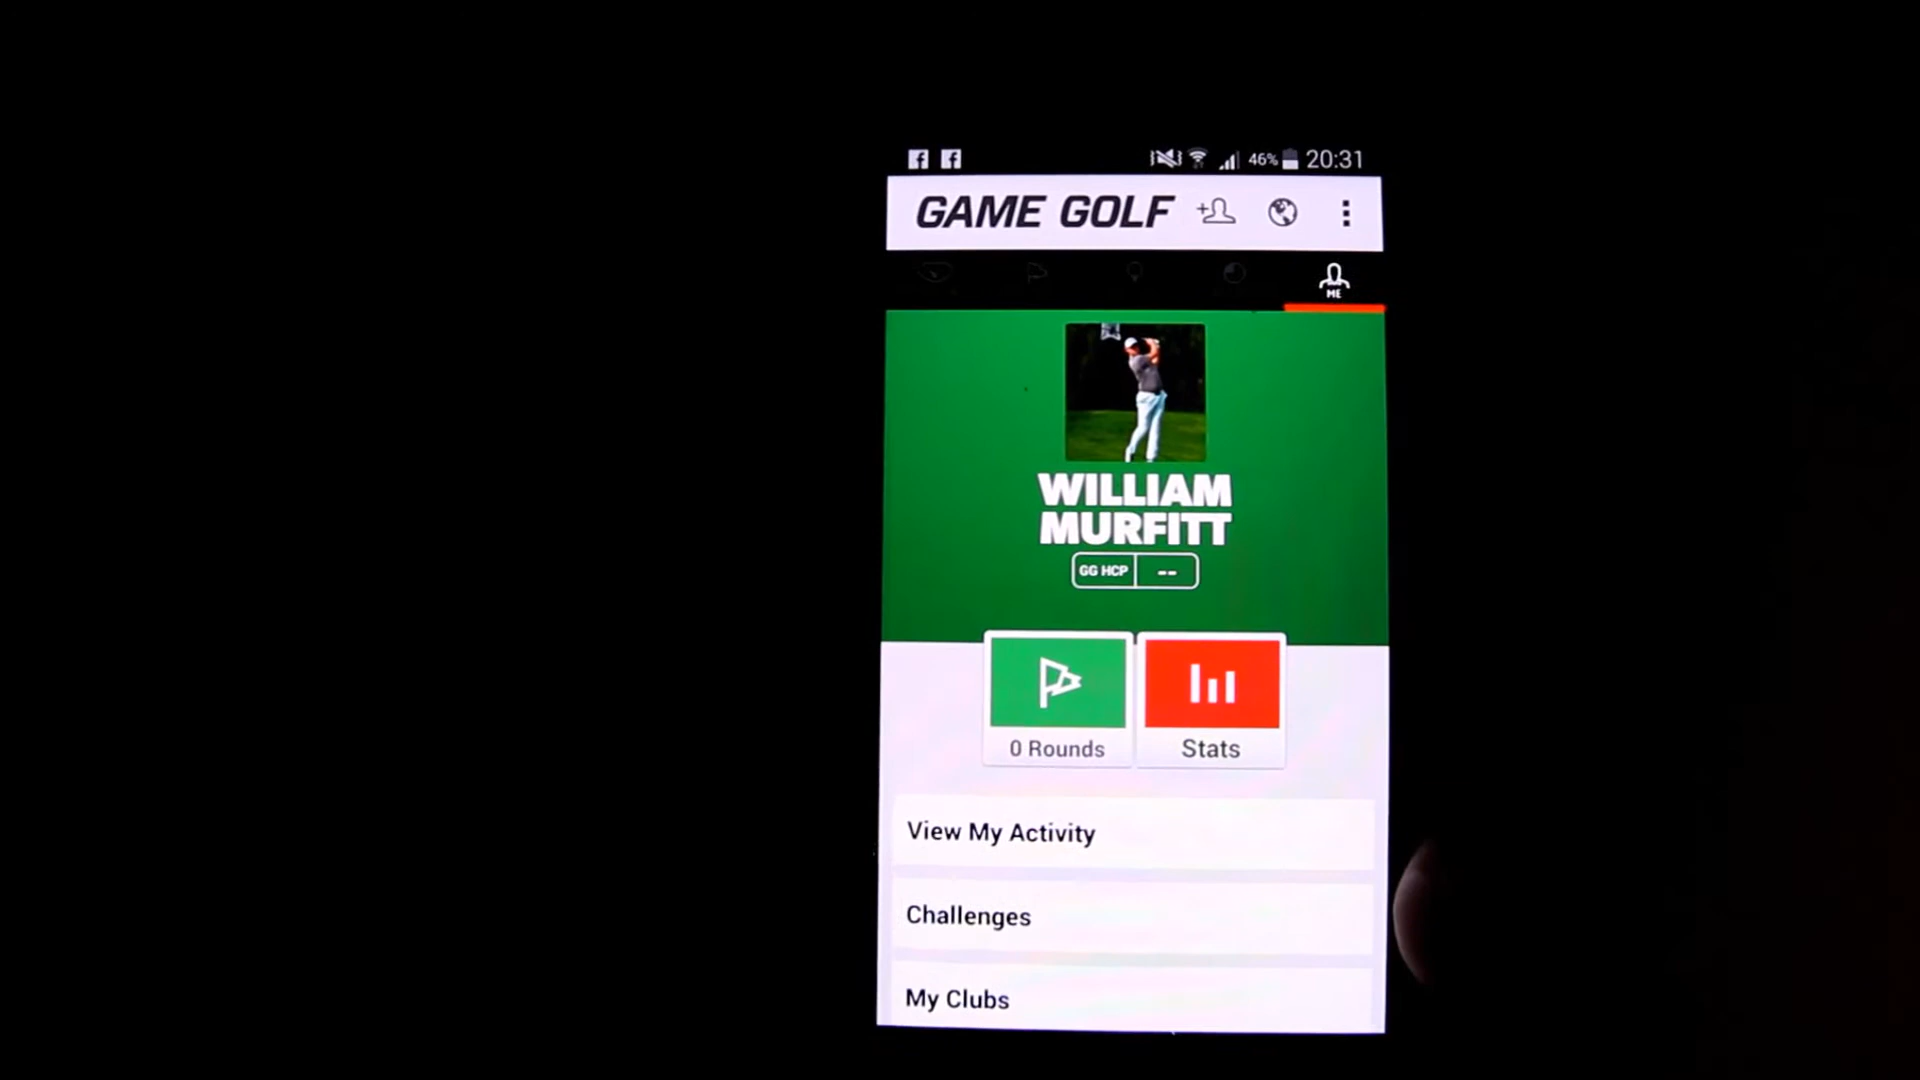 46% 20:31
GAME GOLF
ME
WILLIAM
MURFITT
GG HCP --
0 Rounds
Stats
View My Activity
Challenges
My Clubs